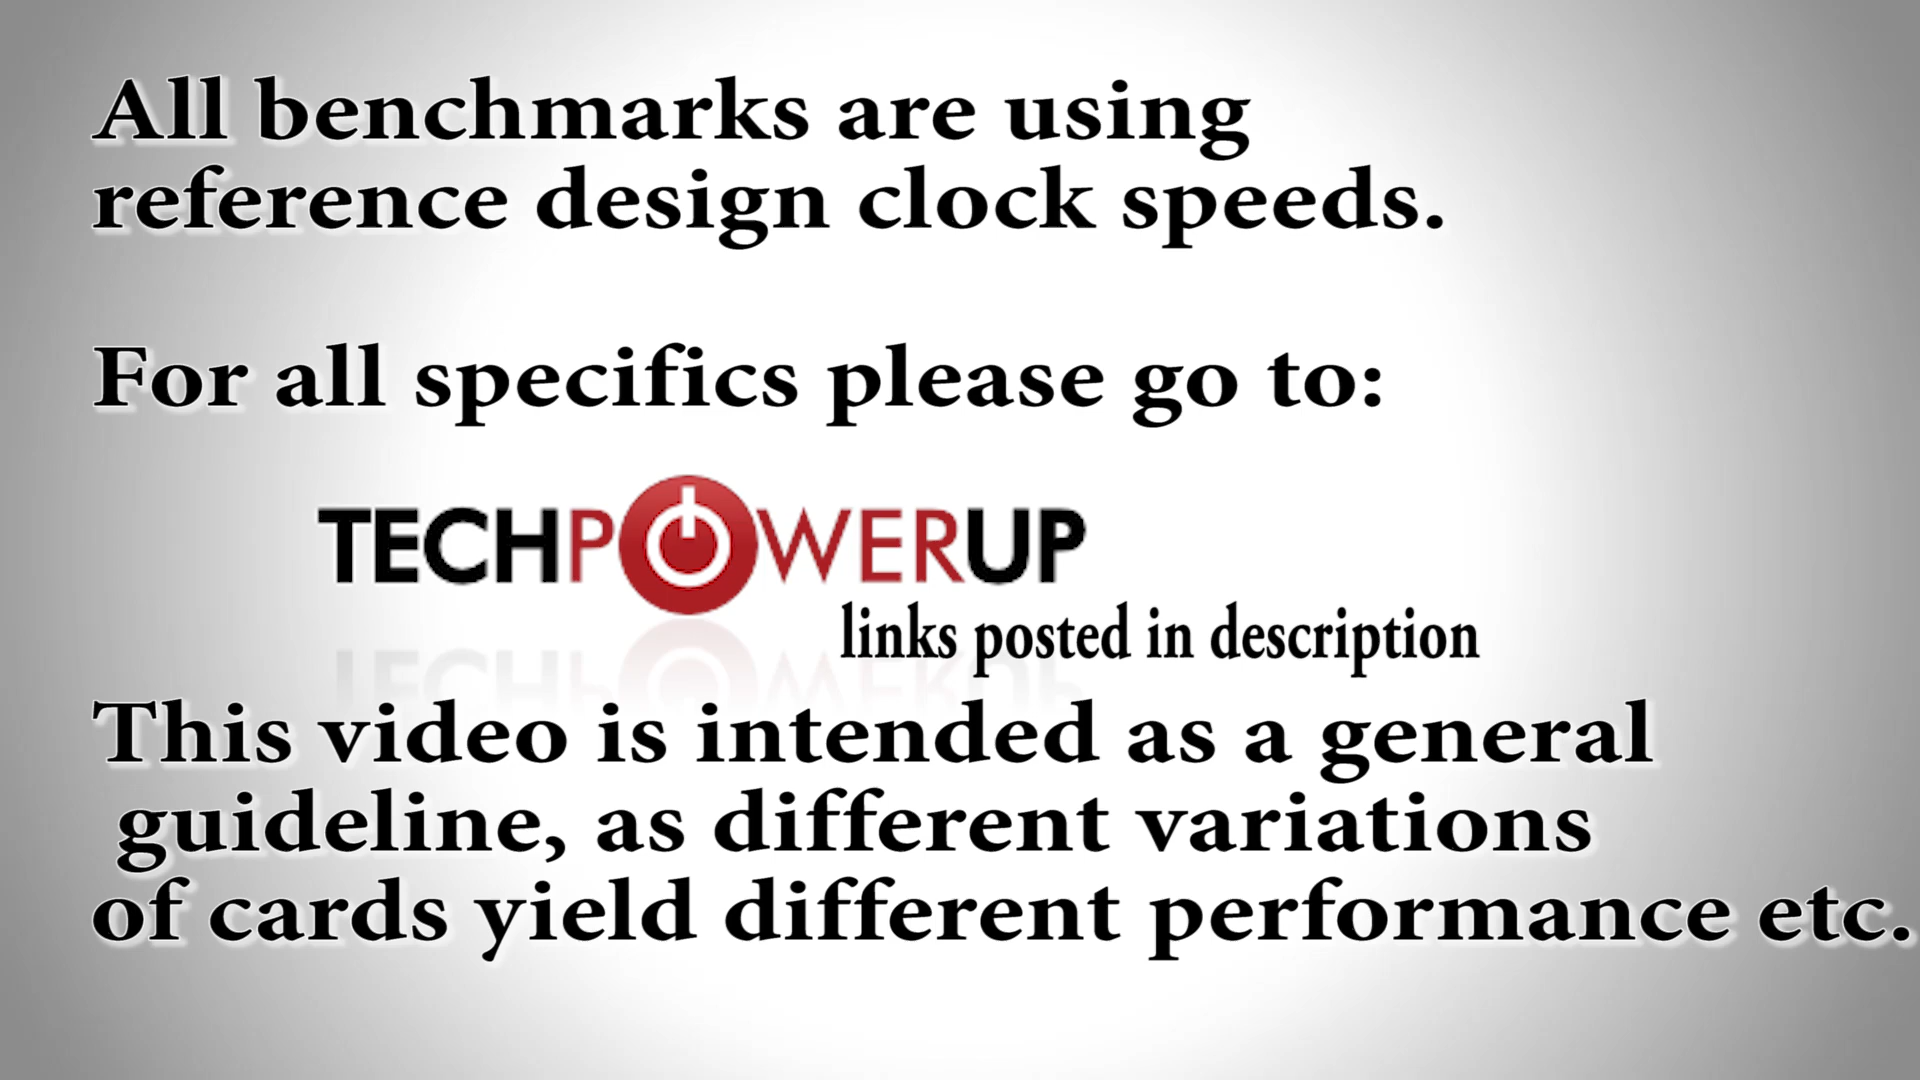 All benchmarks are using
reference design clock speeds.
For all specifics please go to:
TECHPOWERUP
links posted in description
This video is intended as a general
guideline, as different variations
of cards yield different performance etc.